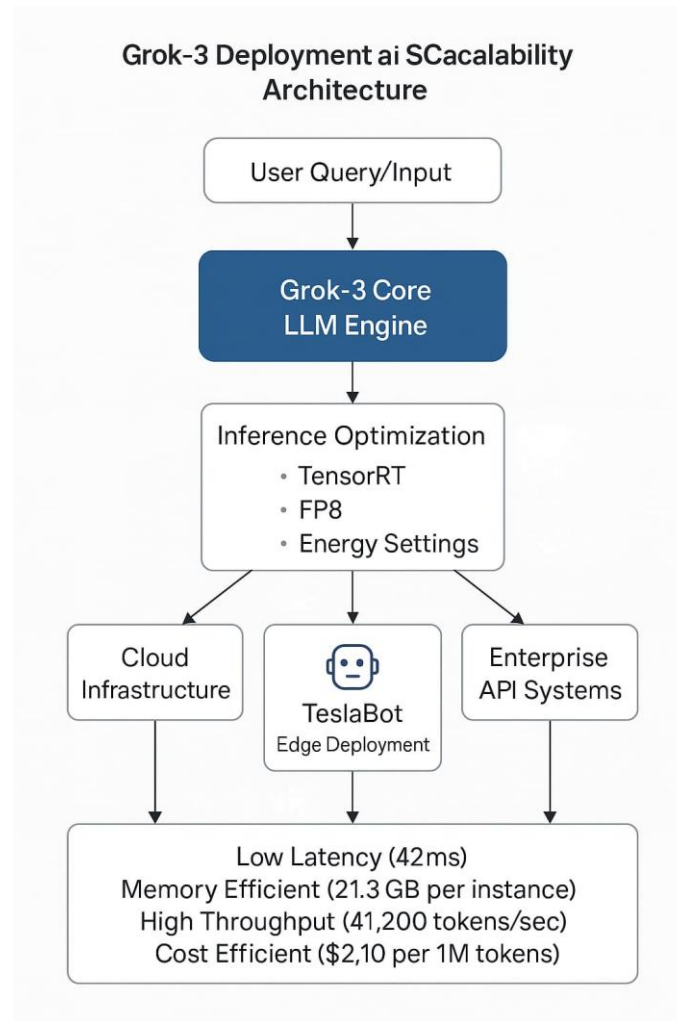 Grok-3 Deployment ai SCacalability
Architecture
User Query/Input
Grok-3 Core
LLM Engine
Inference Optimization
• TensorRT
• FP8
• Energy Settings
Cloud
Infrastructure
TeslaBot
Edge Deployment
Enterprise
API Systems
Low Latency (42ms)
Memory Efficient (21.3 GB per instance)
High Throughput (41,200 tokens/sec)
Cost Efficient ($2,10 per 1M tokens)